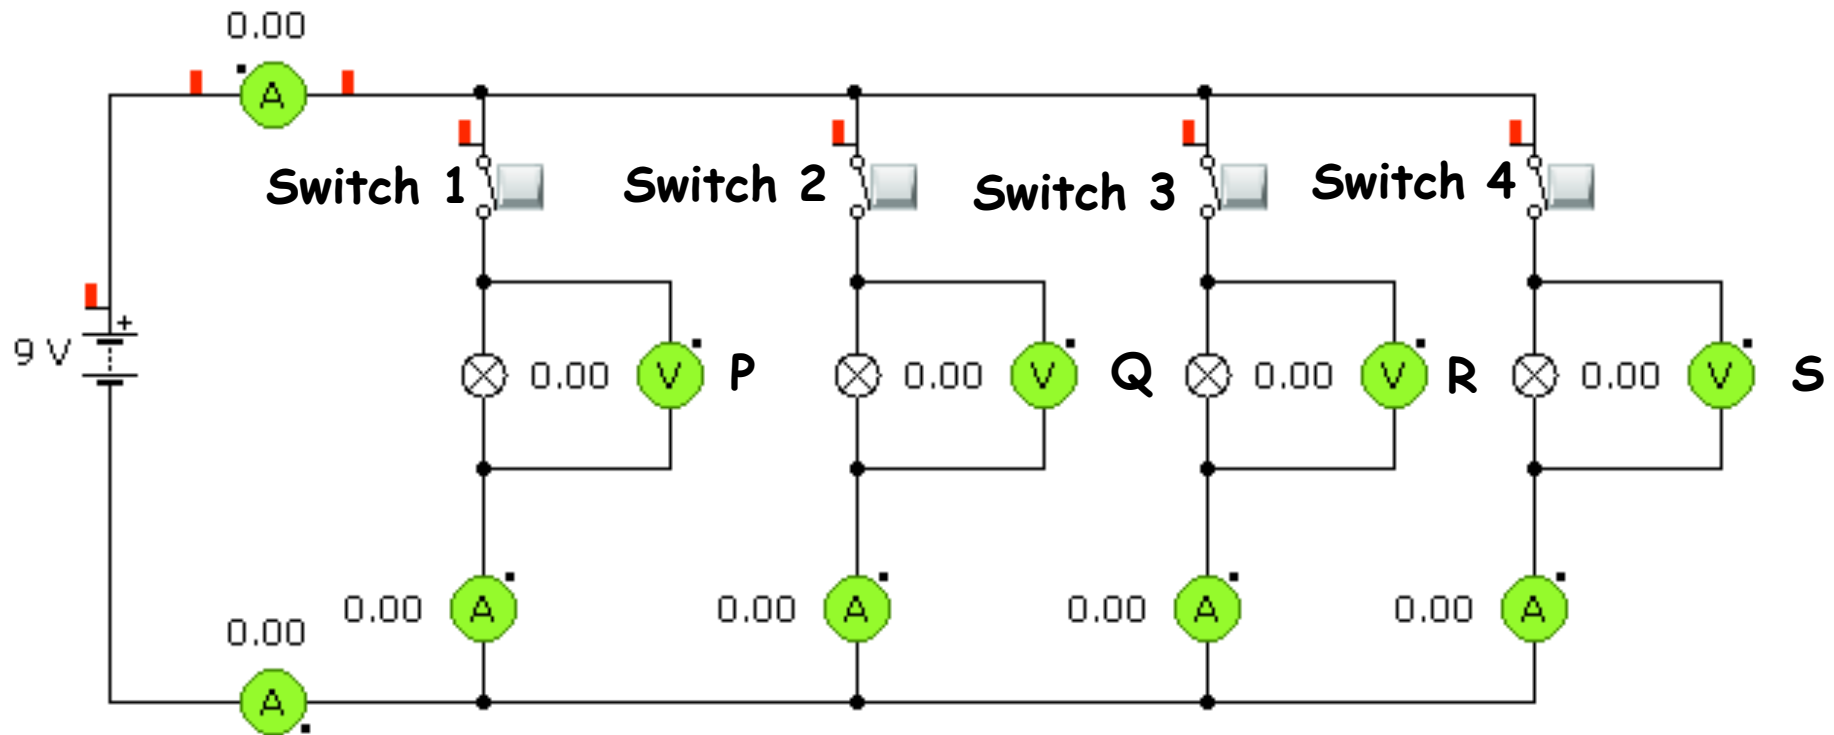 0.00
A
Switch 1 Switch 2 Switch 3 Switch 4
+
9 V
0.00 V P 0.00 V Q 0.00 V R 0.00 V S
0.00 A 0.00 A 0.00 A 0.00 A
0.00
A